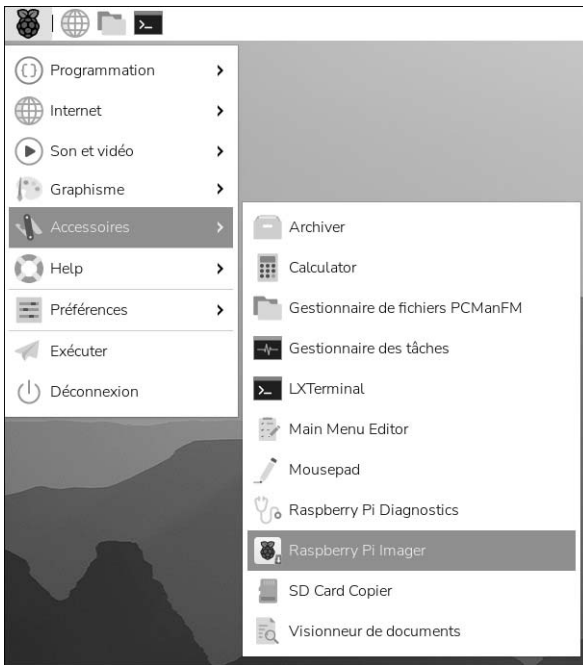 Programmation
Internet
Son et vidéo
Graphisme
Accessoires
Help
Préférences
Exécuter
Déconnexion
Archiver
Calculator
Gestionnaire de fichiers PCManFM
Gestionnaire des tâches
LXTerminal
Main Menu Editor
Mousepad
Raspberry Pi Diagnostics
Raspberry Pi Imager
SD Card Copier
Visionneur de documents